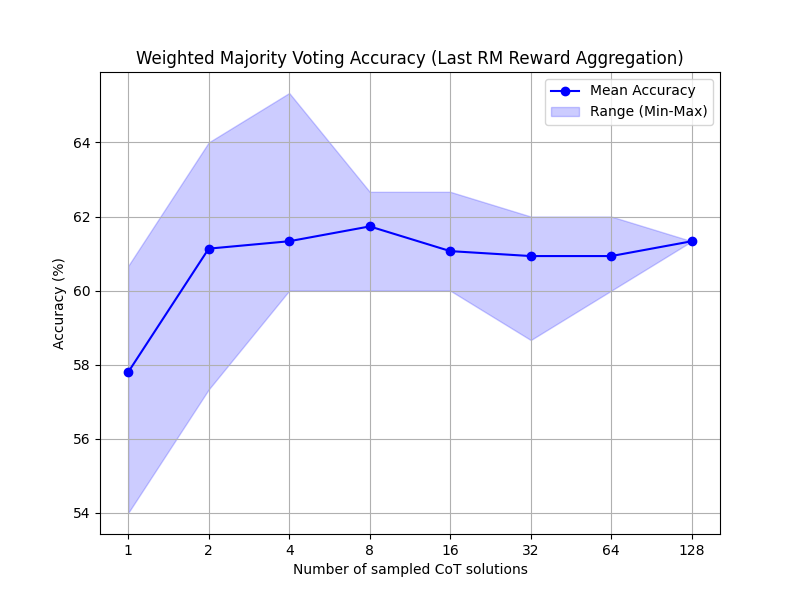 Weighted Majority Voting Accuracy (Last RM Reward Aggregation)
Mean Accuracy
Range (Min-Max)
Accuracy (%)
64
62
60
58
56
54
1 2 4 8 16 32 64 128
Number of sampled CoT solutions